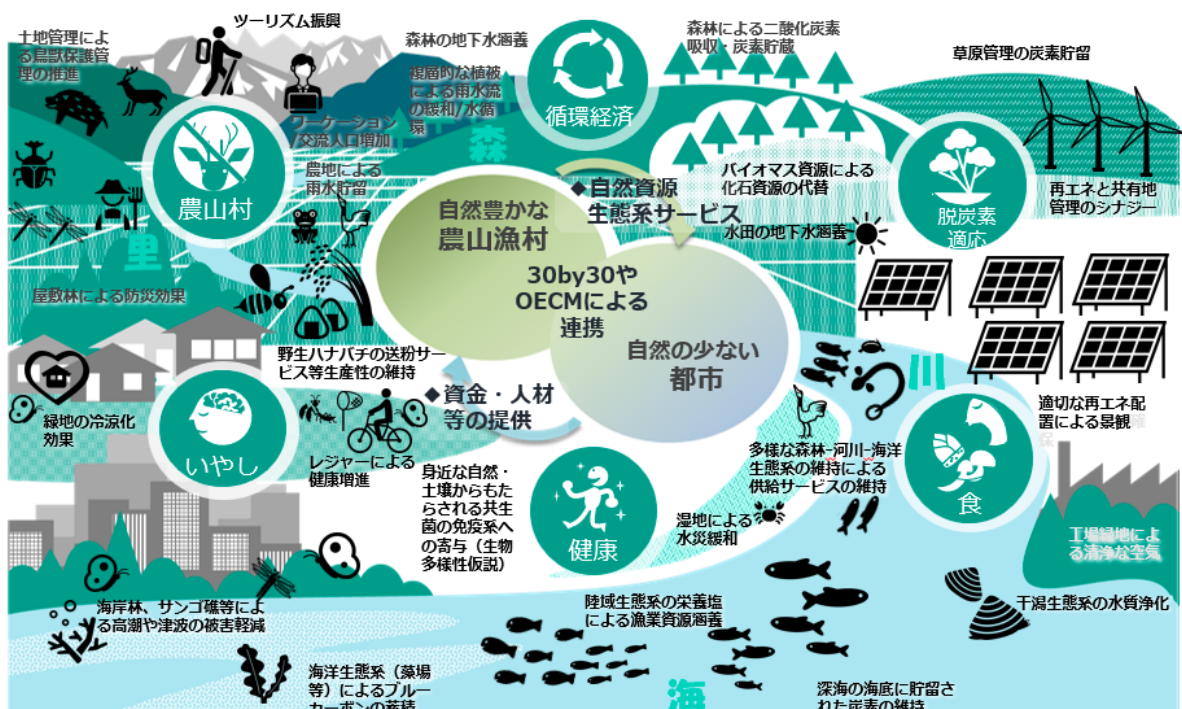 ツーリズム振興
土地管理によ
る鳥獣保護管
理の推進
森林の地下水涵養
複層的な植被
による雨水流
の緩和/水循
環
循環経済
森林による二酸化炭素
吸収・炭素貯蔵
草原管理の炭素貯留
ワーケーション
/交流人口増加
森
農山村
農地による
雨水貯留
自然豊かな
農山漁村
◆自然資源
生態系サービス
バイオマス資源による
化石資源の代替
水田の地下水涵養
脱炭素
適応
再エネと共有地
管理のシナジー
里
屋敷林による防災効果
30by30や
OECMによる
連携
自然の少ない
都市
野生ハナバチの送粉サー
ビス等生産性の維持
◆資金・人材
等の提供
川
緑地の冷涼化
効果
いやし
レジャーによる
健康増進
身近な自然・
土壌からもた
らされる共生
菌の免疫系へ
の寄与（生物
多様性仮説）
健康
多様な森林-河川-海洋
生態系の維持による
供給サービスの維持
湿地による
水災緩和
食
適切な再エネ配
置による景観
工場緑地によ
る清浄な空気
海岸林、サンゴ礁等によ
る高潮や津波の被害軽減
陸域生態系の栄養塩
による漁業資源涵養
干潟生態系の水質浄化
海洋生態系（藻場
等）によるブルー
カーボンの蓄積
海
深海の海底に貯留さ
れた炭素の維持